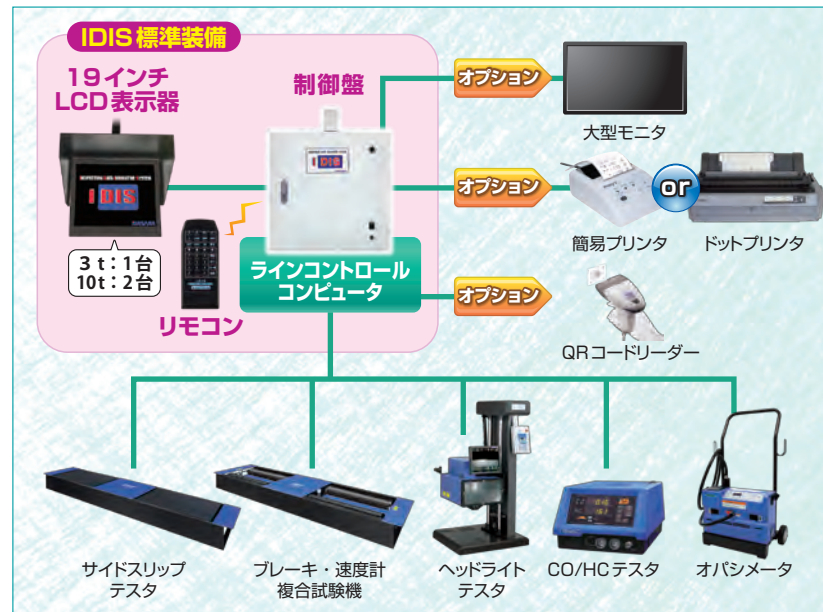 IDIS標準装備
19インチ
LCD表示器
制御盤
オプション
大型モニタ
INSPECTION DATA INDICATOR SYSTEM
IDIS
IDIS
3t：1台
10t：2台
リモコン
ラインコントロール
コンピュータ
オプション
or
簡易プリンタ
ドットプリンタ
オプション
QRコードリーダー
サイドスリップ
テスタ
ブレーキ・速度計
複合試験機
ヘッドライト
テスタ
CO/HCテスタ
オパシメータ